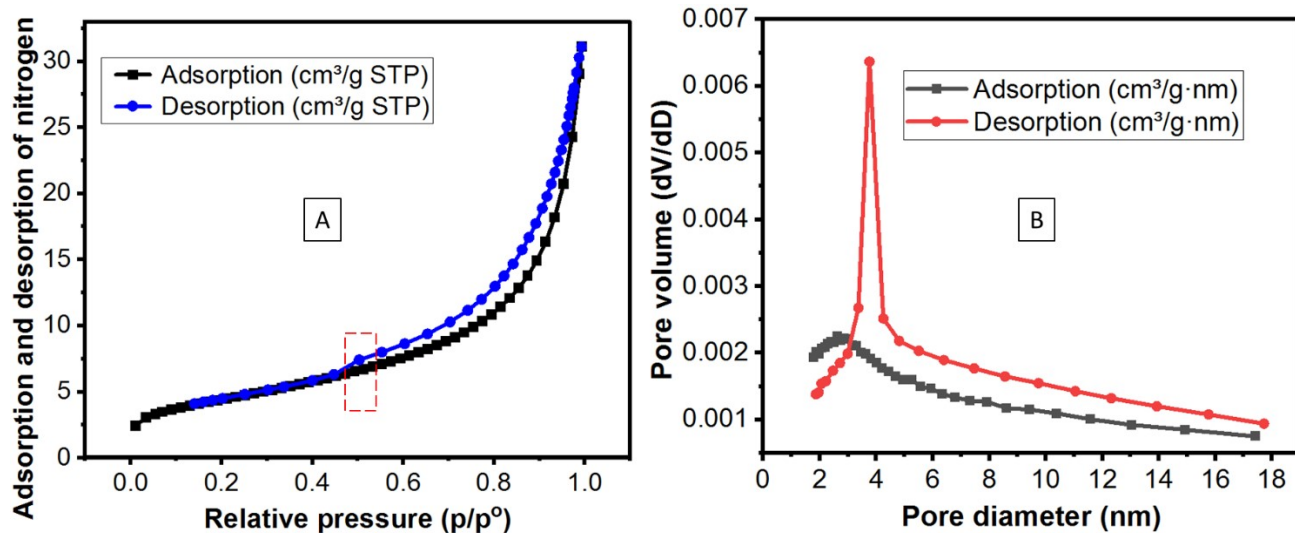 Adsorption and desorption of nitrogen
30
25
20
15
10
5
0
Adsorption (cm³/g STP)
Desorption (cm³/g STP)
A
0.0 0.2 0.4 0.6 0.8 1.0
Relative pressure (p/pº)
Pore volume (dV/dD)
0.007
0.006
0.005
0.004
0.003
0.002
0.001
Adsorption (cm³/g·nm)
Desorption (cm³/g·nm)
B
0 2 4 6 8 10 12 14 16 18
Pore diameter (nm)